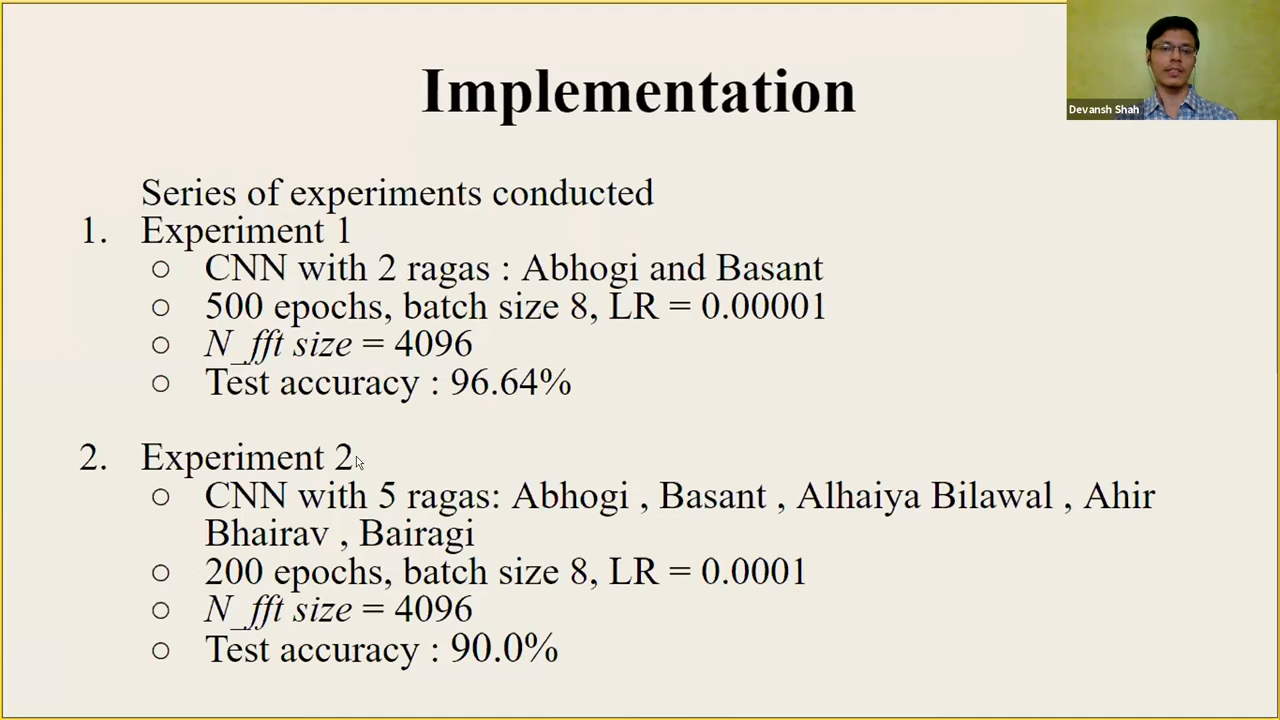 Implementation
Devansh Shah
Series of experiments conducted
1. Experiment 1
○ CNN with 2 ragas : Abhogi and Basant
○ 500 epochs, batch size 8, LR = 0.00001
○ N_fft size = 4096
○ Test accuracy : 96.64%
2. Experiment 2
○ CNN with 5 ragas: Abhogi , Basant , Alhaiya Bilawal , Ahir
Bhairav , Bairagi
○ 200 epochs, batch size 8, LR = 0.0001
○ N_fft size = 4096
○ Test accuracy : 90.0%